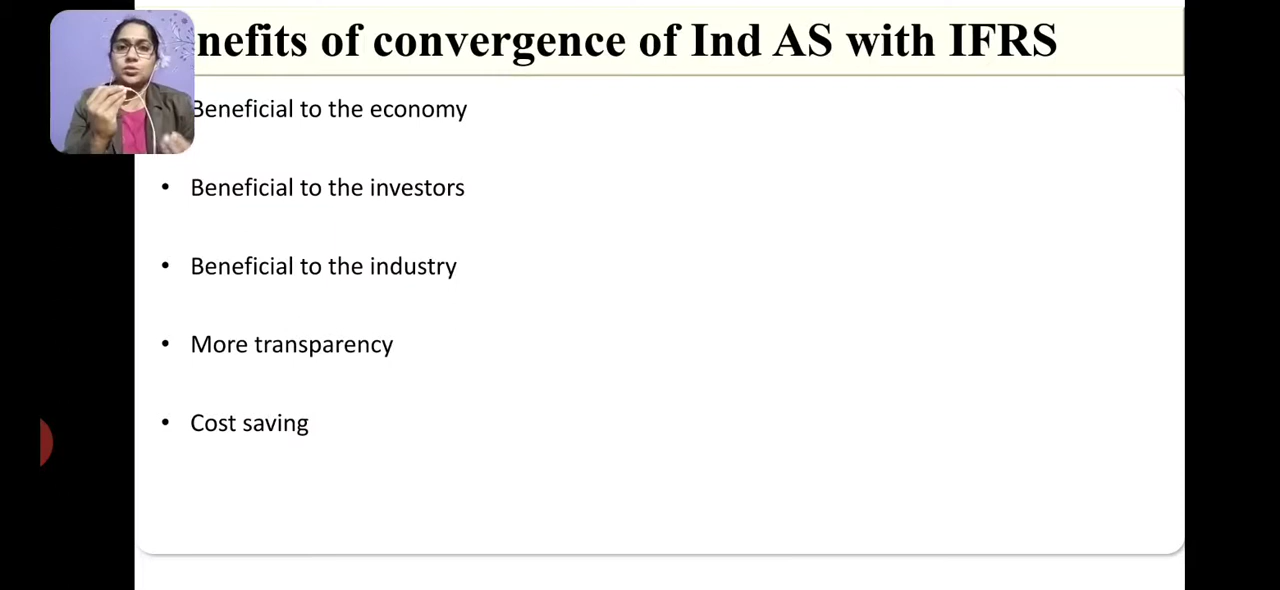 nefits of convergence of Ind AS with IFRS
Beneficial to the economy
• Beneficial to the investors
• Beneficial to the industry
• More transparency
• Cost saving